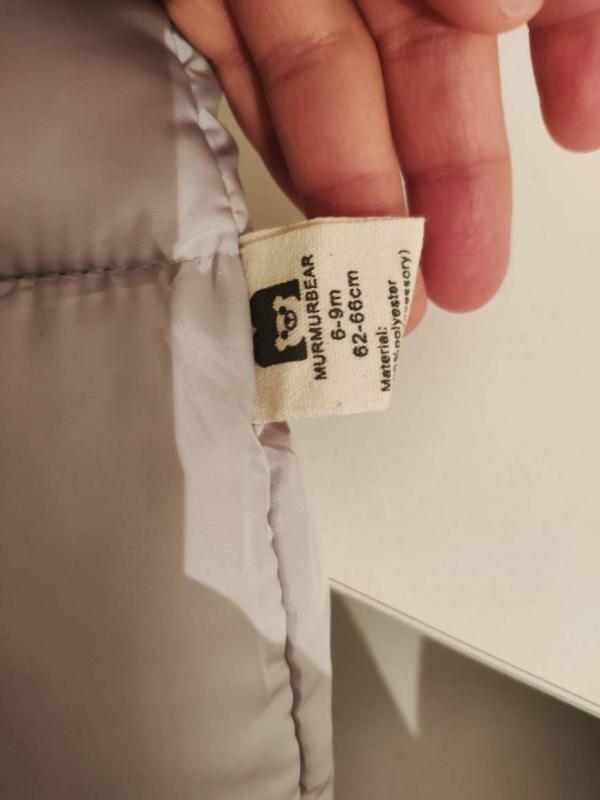 MURMURBEAR
6-9m
62-66cm
Material:
polyester